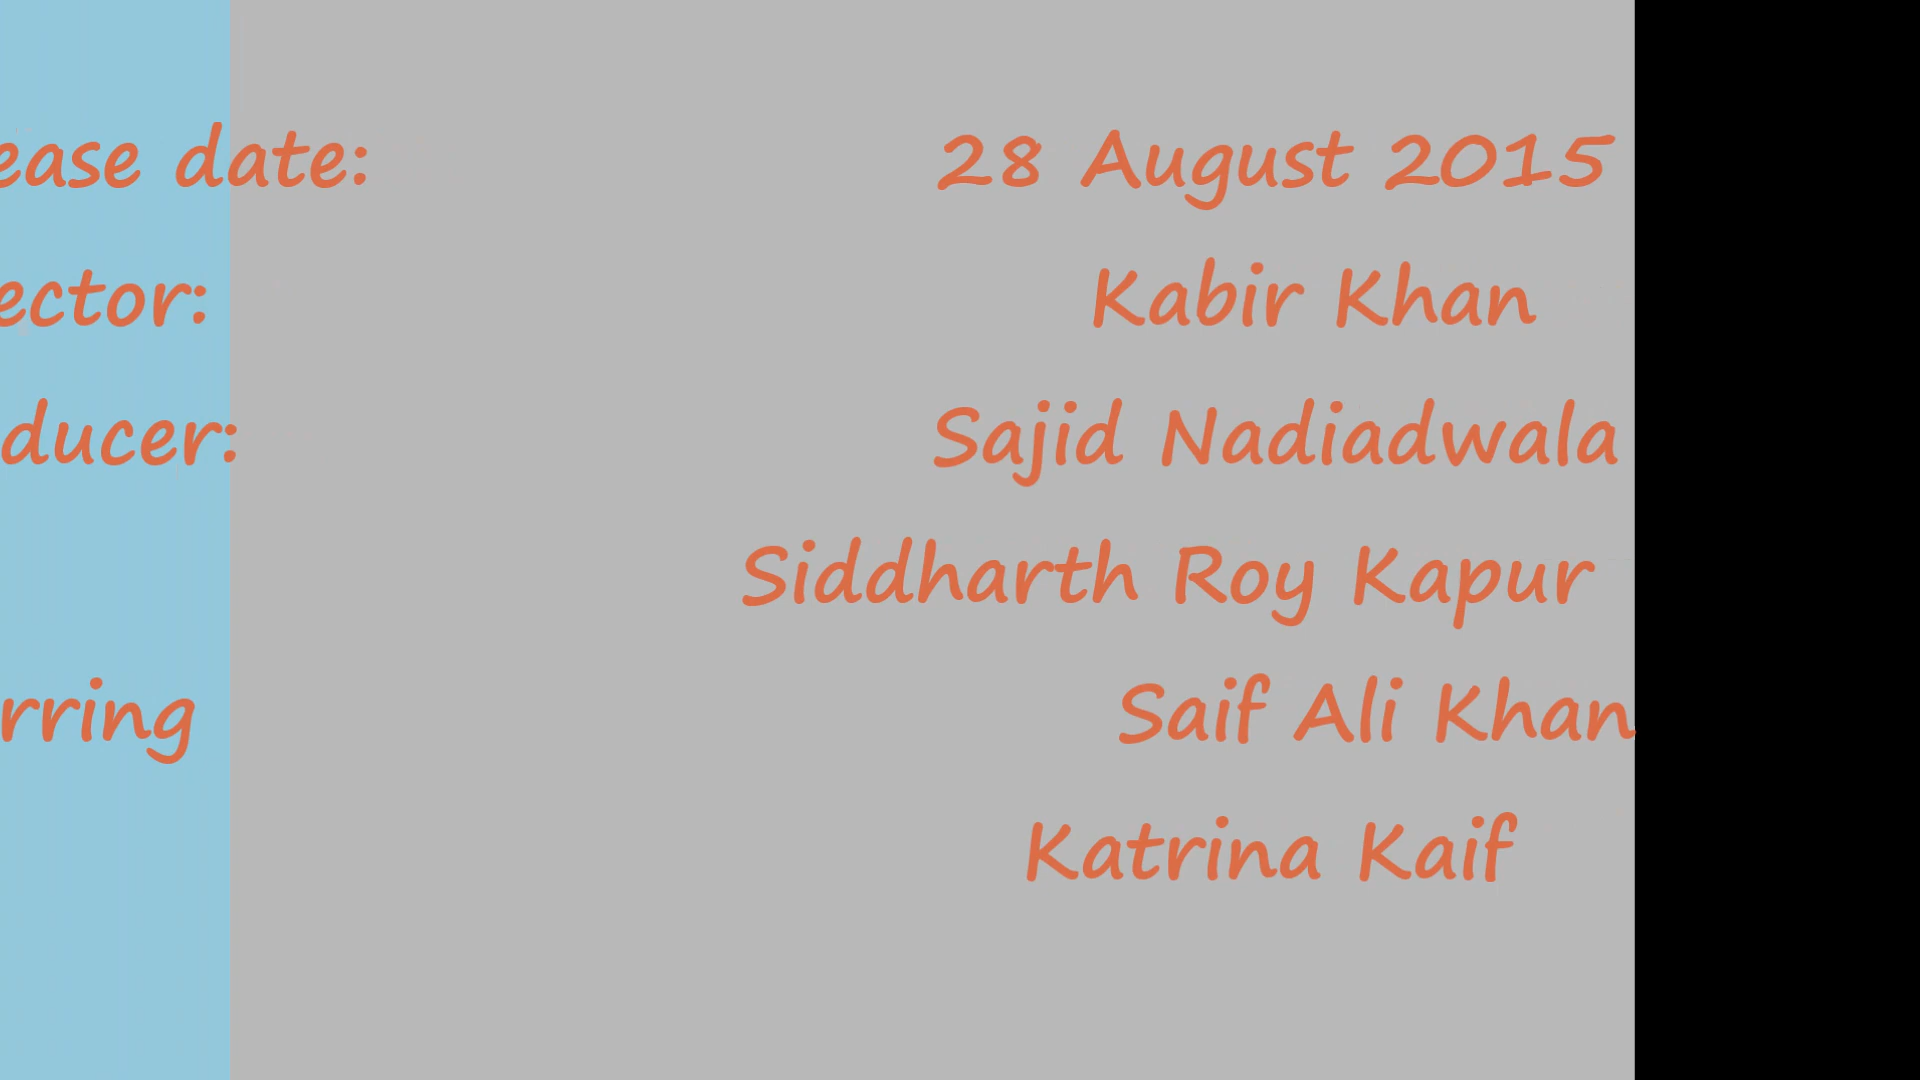 ease date: 28 August 2015
ector: Kabir Khan
ducer: Sajid Nadiadwala
Siddharth Roy Kapur
rring Saif Ali Khan
Katrina Kaif